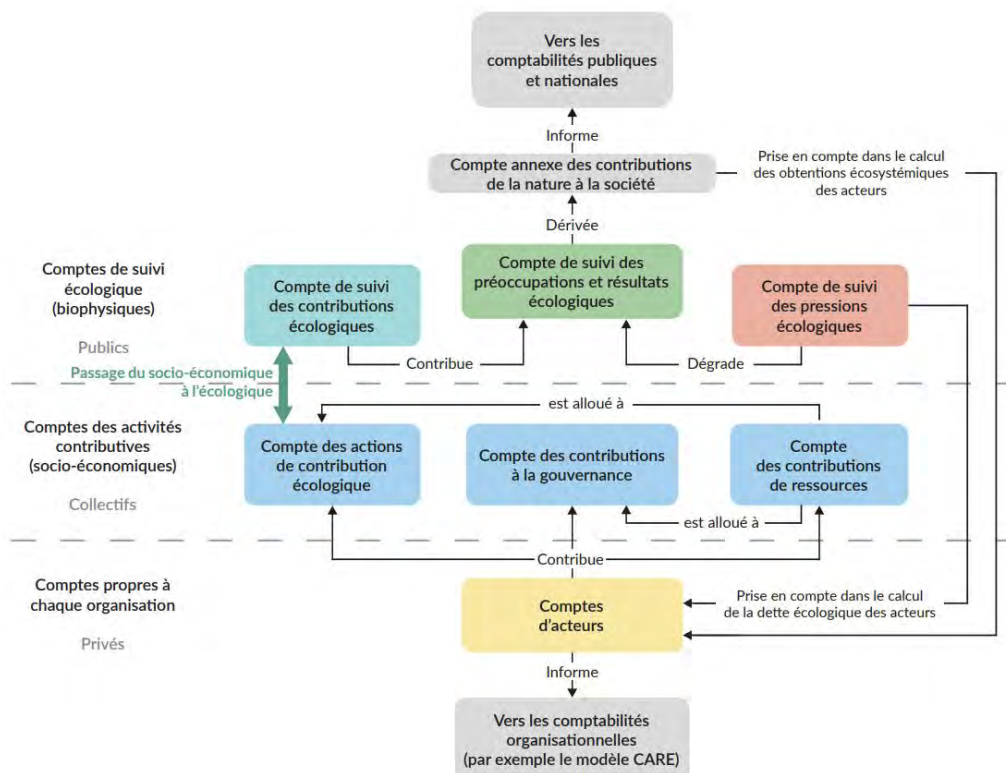 Vers les
comptabilités publiques
et nationales
Informe
Compte annexe des contributions
de la nature à la société
Prise en compte dans le calcul
des obtentions écosystémiques
des acteurs
Dérivée
Comptes de suivi
écologique
(biophysiques)
Publics
Compte de suivi
des contributions
écologiques
Compte de suivi des
préoccupations et résultats
écologiques
Compte de suivi
des pressions
écologiques
Contribue
Dégrade
Passage du socio-économique
à l'écologique
est alloué à
Comptes des activités
contributives
(socio-économiques)
Collectifs
Compte des actions
de contribution
écologique
Compte des contributions
à la gouvernance
Compte
des contributions
de ressources
est alloué à
Contribue
Comptes propres à
chaque organisation
Privés
Comptes
d'acteurs
Prise en compte dans le calcul
de la dette écologique des acteurs
Informe
Vers les comptabilités
organisationnelles
(par exemple le modèle CARE)